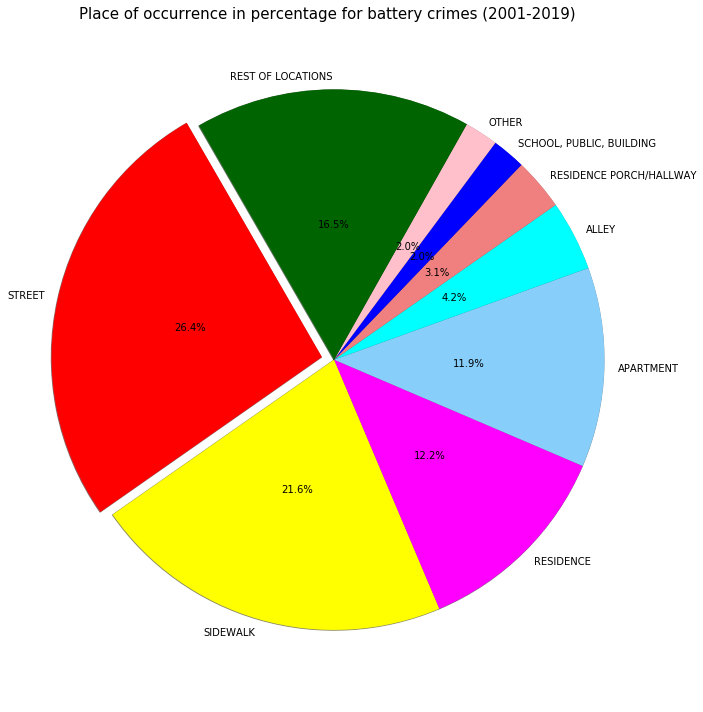 Place of occurrence in percentage for battery crimes (2001-2019)
REST OF LOCATIONS
OTHER
SCHOOL, PUBLIC, BUILDING
RESIDENCE PORCH/HALLWAY
16.5%
ALLEY
2.0%
2.0%
3.1%
STREET
4.2%
26.4%
11.9%
APARTMENT
12.2%
21.6%
RESIDENCE
SIDEWALK